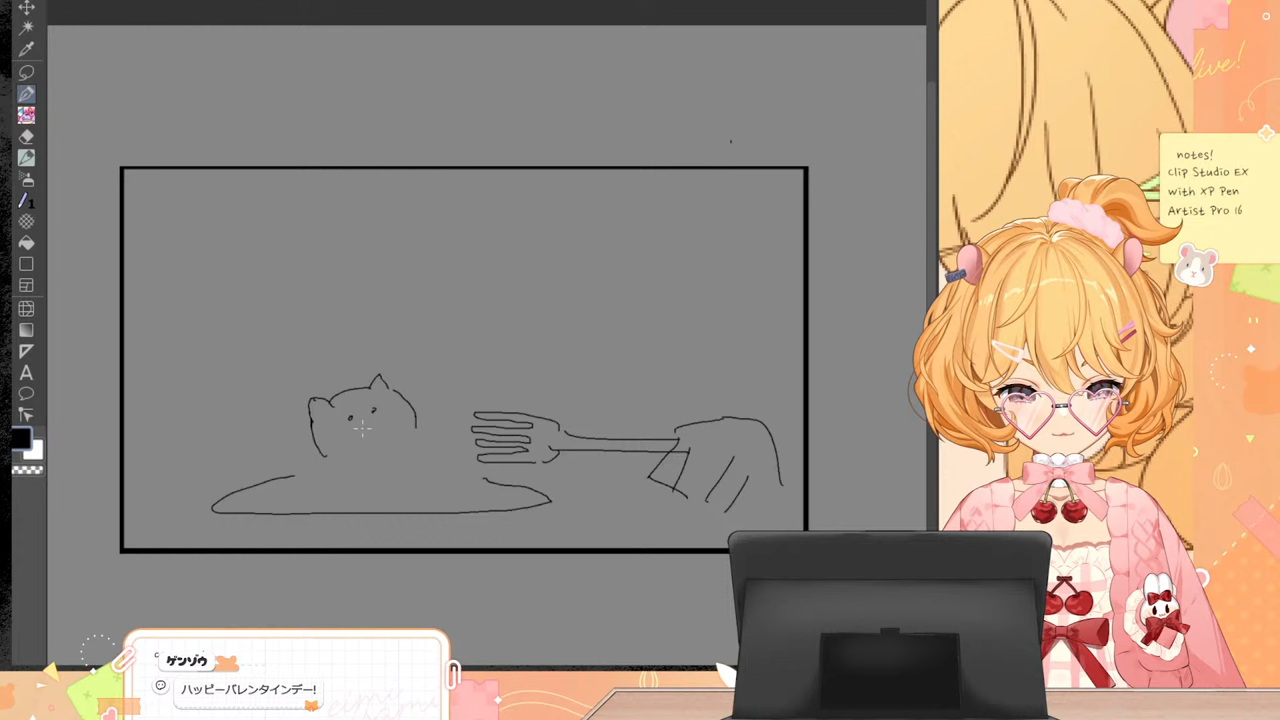 live!
notes!
Clip Studio EX
with XP Pen
Artist Pro 16
ゲンゾウ
ハッピーバレンタインデー!